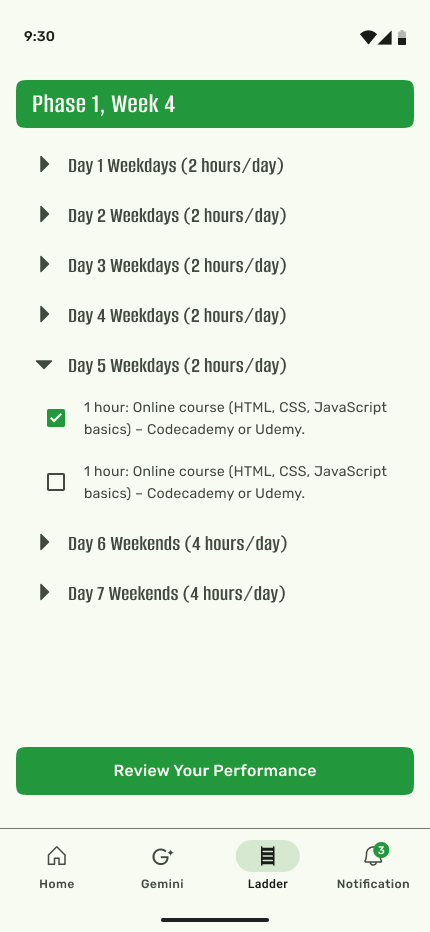 9:30
Phase 1, Week 4
Day 1 Weekdays (2 hours/day)
Day 2 Weekdays (2 hours/day)
Day 3 Weekdays (2 hours/day)
Day 4 Weekdays (2 hours/day)
Day 5 Weekdays (2 hours/day)
1 hour: Online course (HTML, CSS, JavaScript
basics) – Codecademy or Udemy.
1 hour: Online course (HTML, CSS, JavaScript
basics) – Codecademy or Udemy.
Day 6 Weekends (4 hours/day)
Day 7 Weekends (4 hours/day)
Review Your Performance
3
Home
Gemini
Ladder
Notification